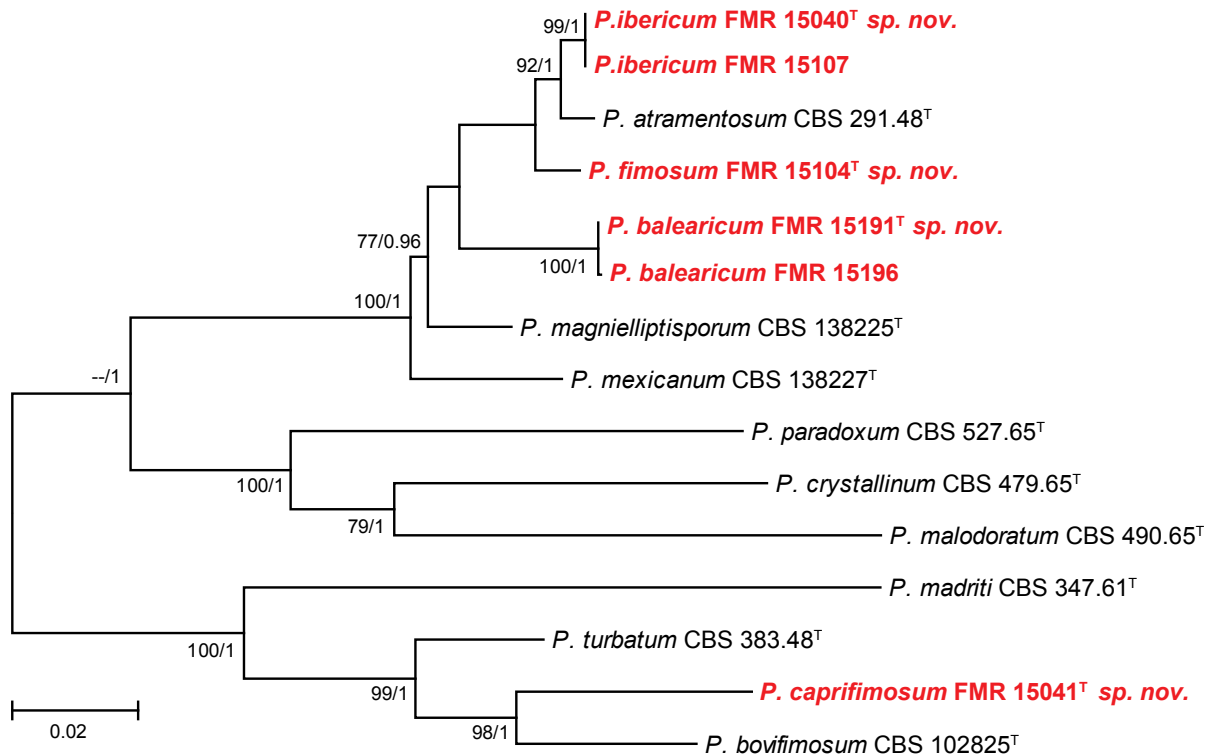 P.ibericum FMR 15040ᵀ sp. nov.
99/1
P.ibericum FMR 15107
92/1
P. atramentosum CBS 291.48ᵀ
P. fimosum FMR 15104ᵀ sp. nov.
P. balearicum FMR 15191ᵀ sp. nov.
77/0.96
100/1
P. balearicum FMR 15196
100/1
P. magnielliptisporum CBS 138225ᵀ
--/1
P. mexicanum CBS 138227ᵀ
P. paradoxum CBS 527.65ᵀ
100/1
P. crystallinum CBS 479.65ᵀ
79/1
P. malodoratum CBS 490.65ᵀ
P. madriti CBS 347.61ᵀ
100/1
P. turbatum CBS 383.48ᵀ
99/1
P. caprifimosum FMR 15041ᵀ sp. nov.
0.02
98/1
P. bovifimosum CBS 102825ᵀ